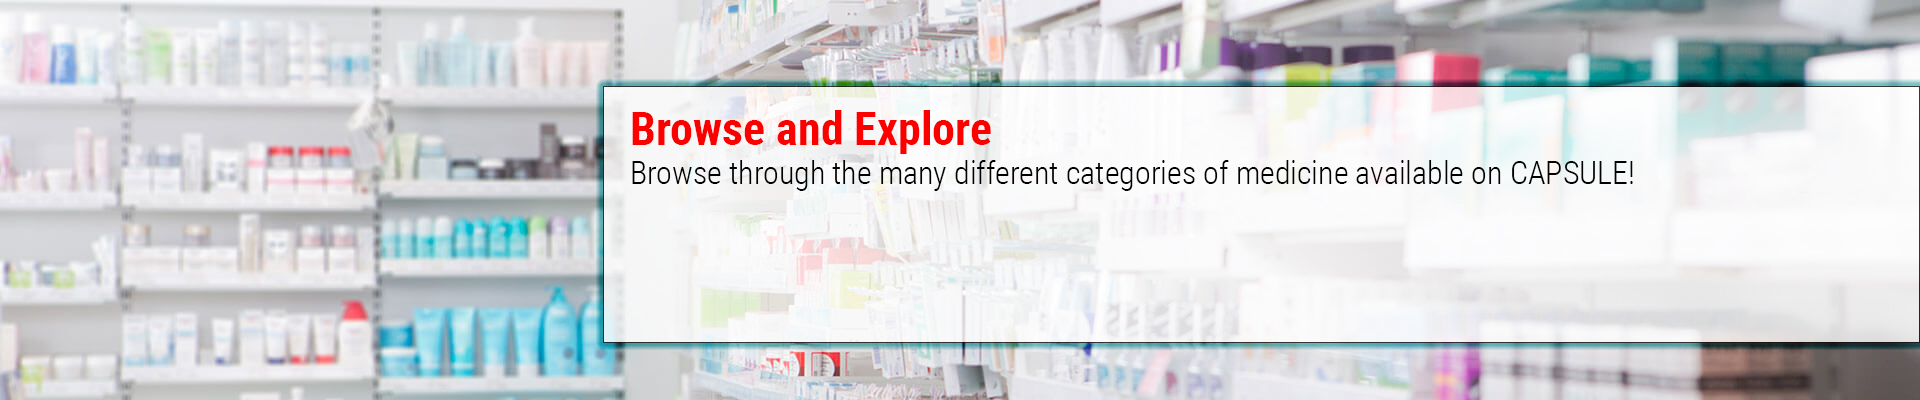 Browse and Explore
Browse through the many different categories of medicine available on CAPSULE!